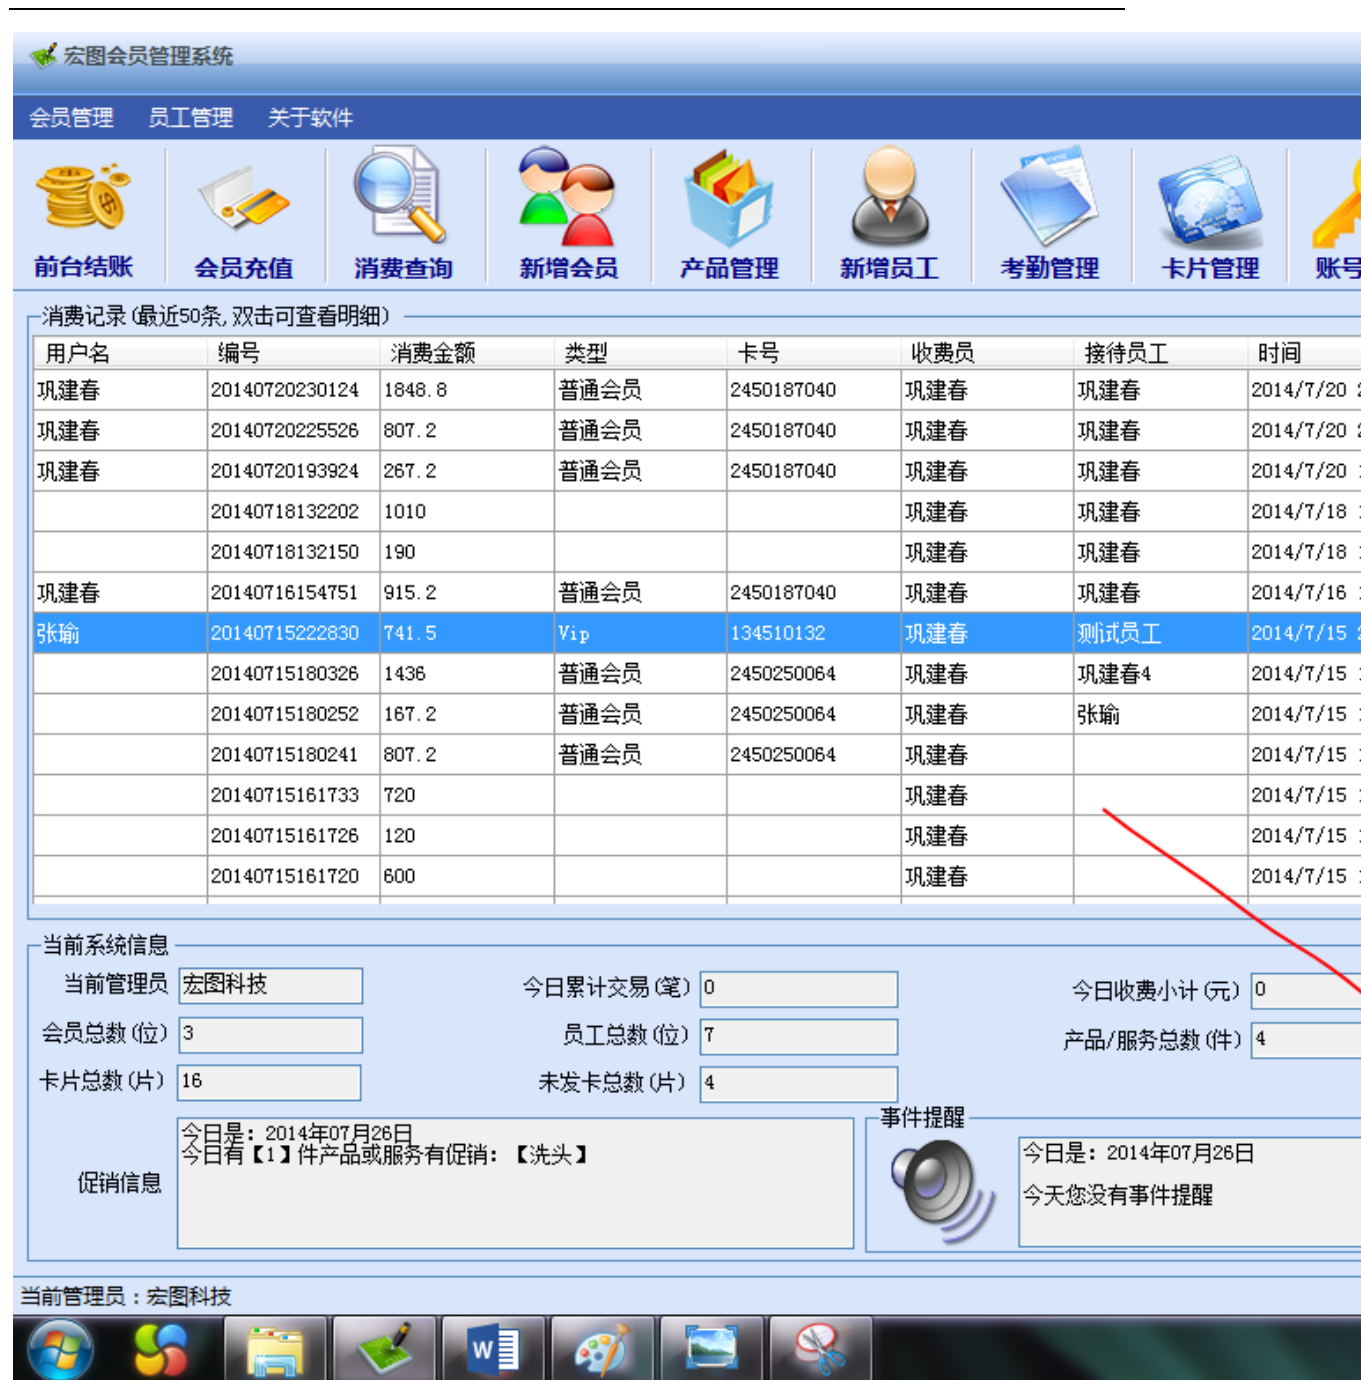 宏图会员管理系统
会员管理 员工管理 关于软件
前台结账 会员充值 消费查询 新增会员 产品管理 新增员工 考勤管理 卡片管理 账号
消费记录(最近50条,双击可查看明细)
用户名 编号 消费金额 类型 卡号 收费员 接待员工 时间
巩建春 20140720230124 1848.8 普通会员 2450187040 巩建春 巩建春 2014/7/20
巩建春 20140720225526 807.2 普通会员 2450187040 巩建春 巩建春 2014/7/20
巩建春 20140720193924 267.2 普通会员 2450187040 巩建春 巩建春 2014/7/20
20140718132202 1010 巩建春 巩建春 2014/7/18
20140718132150 190 巩建春 巩建春 2014/7/18
巩建春 20140716154751 915.2 普通会员 2450187040 巩建春 巩建春 2014/7/16
张瑜 20140715222830 741.5 Vip 134510132 巩建春 测试员工 2014/7/15
20140715180326 1436 普通会员 2450250064 巩建春 巩建春4 2014/7/15
20140715180252 167.2 普通会员 2450250064 巩建春 张瑜 2014/7/15
20140715180241 807.2 普通会员 2450250064 巩建春 2014/7/15
20140715161733 720 巩建春 2014/7/15
20140715161726 120 巩建春 2014/7/15
20140715161720 600 巩建春 2014/7/15
当前系统信息
当前管理员 宏图科技 今日累计交易(笔) 0 今日收费小计(元) 0
会员总数(位) 3 员工总数(位) 7 产品/服务总数(件) 4
卡片总数(片) 16 未发卡总数(片) 4
促销信息
今日是：2014年07月26日
今日有【1】件产品或服务有促销：【洗头】
事件提醒
今日是：2014年07月26日
今天您没有事件提醒
当前管理员：宏图科技
W